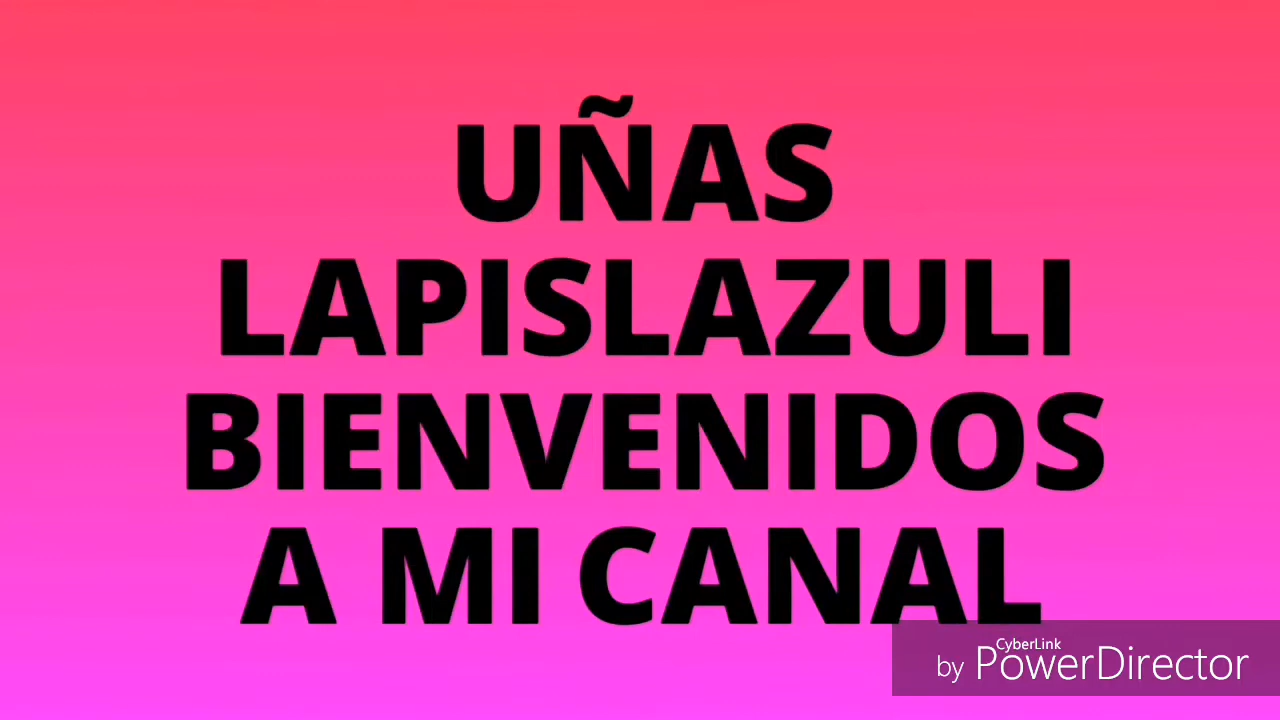 UÑAS
LAPISLAZULI
BIENVENIDOS
A MI CANAL
CyberLink
by PowerDirector